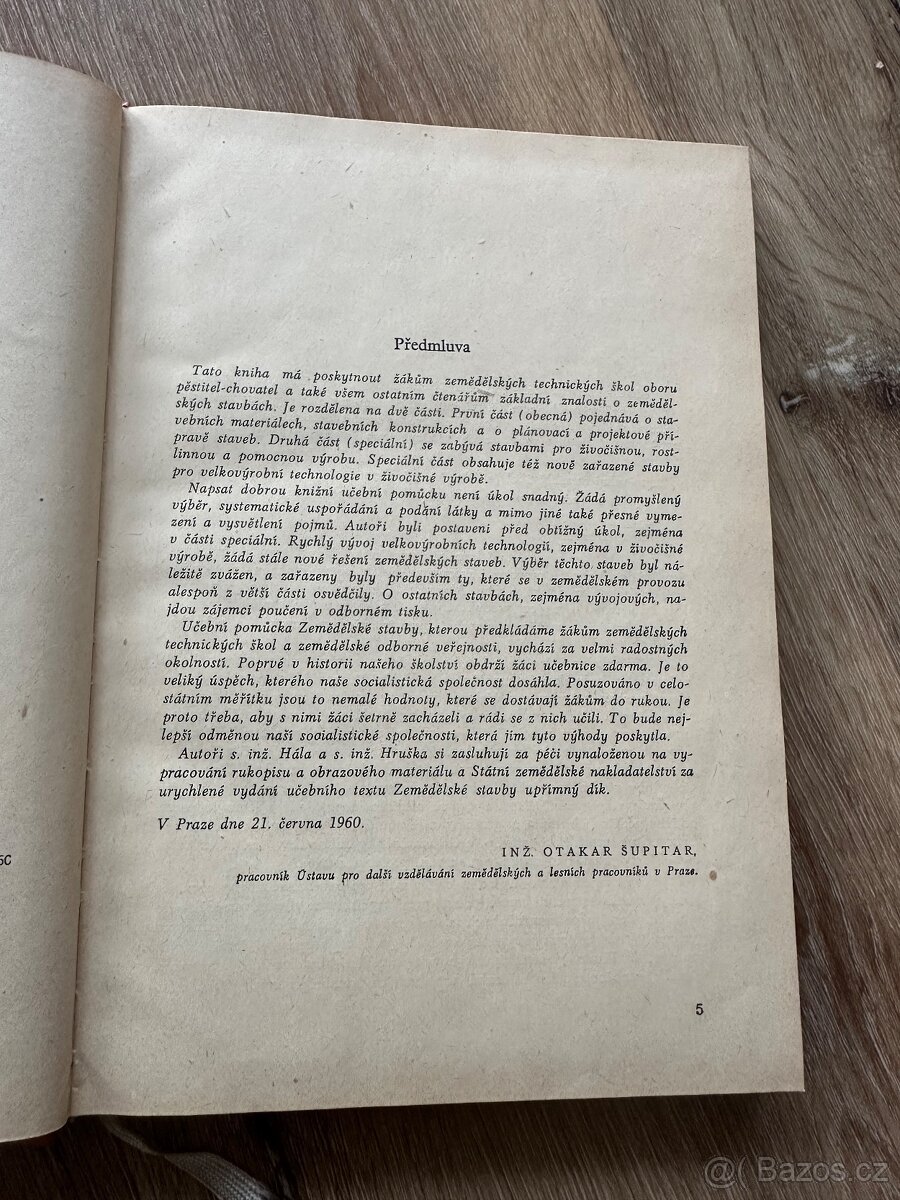 Předmluva
Tato kniha má poskytnout žákům zemědělských technických škol oboru
pěstitel-chovatel a také všem ostatním čtenářům základní znalosti o zeměděl-
ských stavbách. Je rozdělena na dvě části. První část (obecná) pojednává o sta-
vebních materiálech, stavebních konstrukcích a o plánovací a projektové pří-
pravě staveb. Druhá část (speciální) se zabývá stavbami pro živočišnou, rost-
linnou a pomocnou výrobu. Speciální část obsahuje též nově zařazené stavby
pro velkovýrobní technologie v živočišné výrobě.
Napsat dobrou knižní učební pomůcku není úkol snadný. Žádá promyšlený
výběr, systematické uspořádání a podání látky a mimo jiné také přesné vyme-
zení a vysvětlení pojmů. Autoři byli postaveni před obtížný úkol, zejména
v části speciální. Rychlý vývoj velkovýrobních technologií, zejména v živočišné
výrobě, žádá stále nové řešení zemědělských staveb. Výběr těchto staveb byl ná-
ležitě zvážen, a zařazeny byly především ty, které se v zemědělském provozu
alespoň z větší části osvědčily. O ostatních stavbách, zejména vývojových, na-
jdou zájemci poučení v odborném tisku.
Učební pomůcka Zemědělské stavby, kterou předkládáme žákům zemědělských
technických škol a zemědělské odborné veřejnosti, vychází za velmi radostných
okolností. Poprvé v historii našeho školství obdrží žáci učebnice zdarma. Je to
veliký úspěch, kterého naše socialistická společnost dosáhla. Posuzováno v celo-
státním měřítku jsou to nemalé hodnoty, které se dostávají žákům do rukou. Je
proto třeba, aby s nimi žáci šetrně zacházeli a rádi se z nich učili. To bude nej-
lepší odměnou naší socialistické společnosti, která jim tyto výhody poskytla.
Autoři s. inž. Hála a s. inž. Hruška si zasluhují za péči vynaloženou na vy-
pracování rukopisu a obrazového materiálu a Státní zemědělské nakladatelství za
urychlené vydání učebního textu Zemědělské stavby upřímný dík.
V Praze dne 21. června 1960.
INŽ. OTAKAR ŠUPITAR,
pracovník Ústavu pro další vzdělávání zemědělských a lesních pracovníků v Praze.
5
5C
@( Bazos.cz